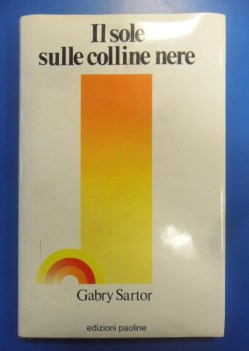 Il sole
sulle colline nere
Gabry Sartor
edizioni paoline